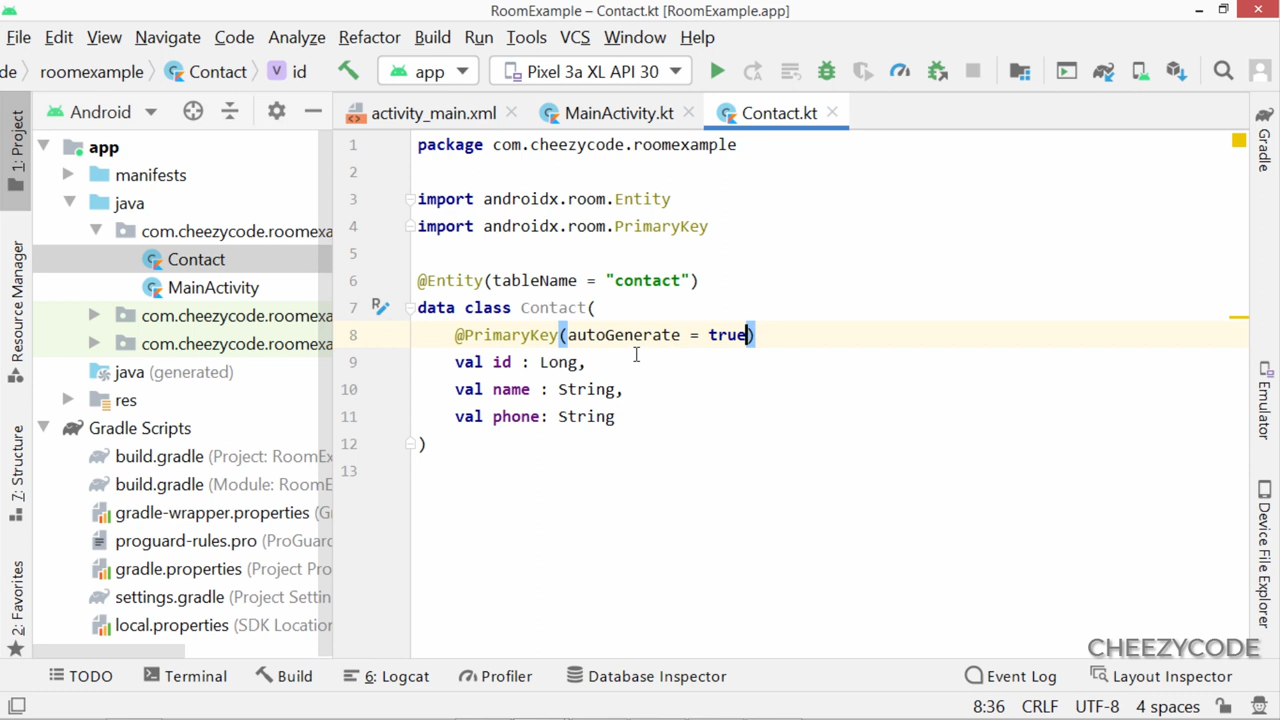 RoomExample – Contact.kt [RoomExample.app]
File Edit View Navigate Code Analyze Refactor Build Run Tools VCS Window Help
de roomexample Contact id app Pixel 3a XL API 30
1: Project
Resource Manager
7: Structure
2: Favorites
Android
app
manifests
java
com.cheezycode.roomexa
Contact
MainActivity
com.cheezycode.roomexa
com.cheezycode.roomexa
java (generated)
res
Gradle Scripts
build.gradle (Project: RoomEx
build.gradle (Module: RoomE
gradle-wrapper.properties (G
proguard-rules.pro (ProGuar
gradle.properties (Project Pro
settings.gradle (Project Settin
local.properties (SDK Location
activity_main.xml MainActivity.kt Contact.kt
1 package com.cheezycode.roomexample
2
3 import androidx.room.Entity
4 import androidx.room.PrimaryKey
5
6 @Entity(tableName = "contact")
7 data class Contact(
8 @PrimaryKey(autoGenerate = true)
9 val id : Long,
10 val name : String,
11 val phone: String
12 )
13
Gradle
Emulator
Device File Explorer
CHEEZYCODE
TODO Terminal Build 6: Logcat Profiler Database Inspector Event Log Layout Inspector
8:36 CRLF UTF-8 4 spaces